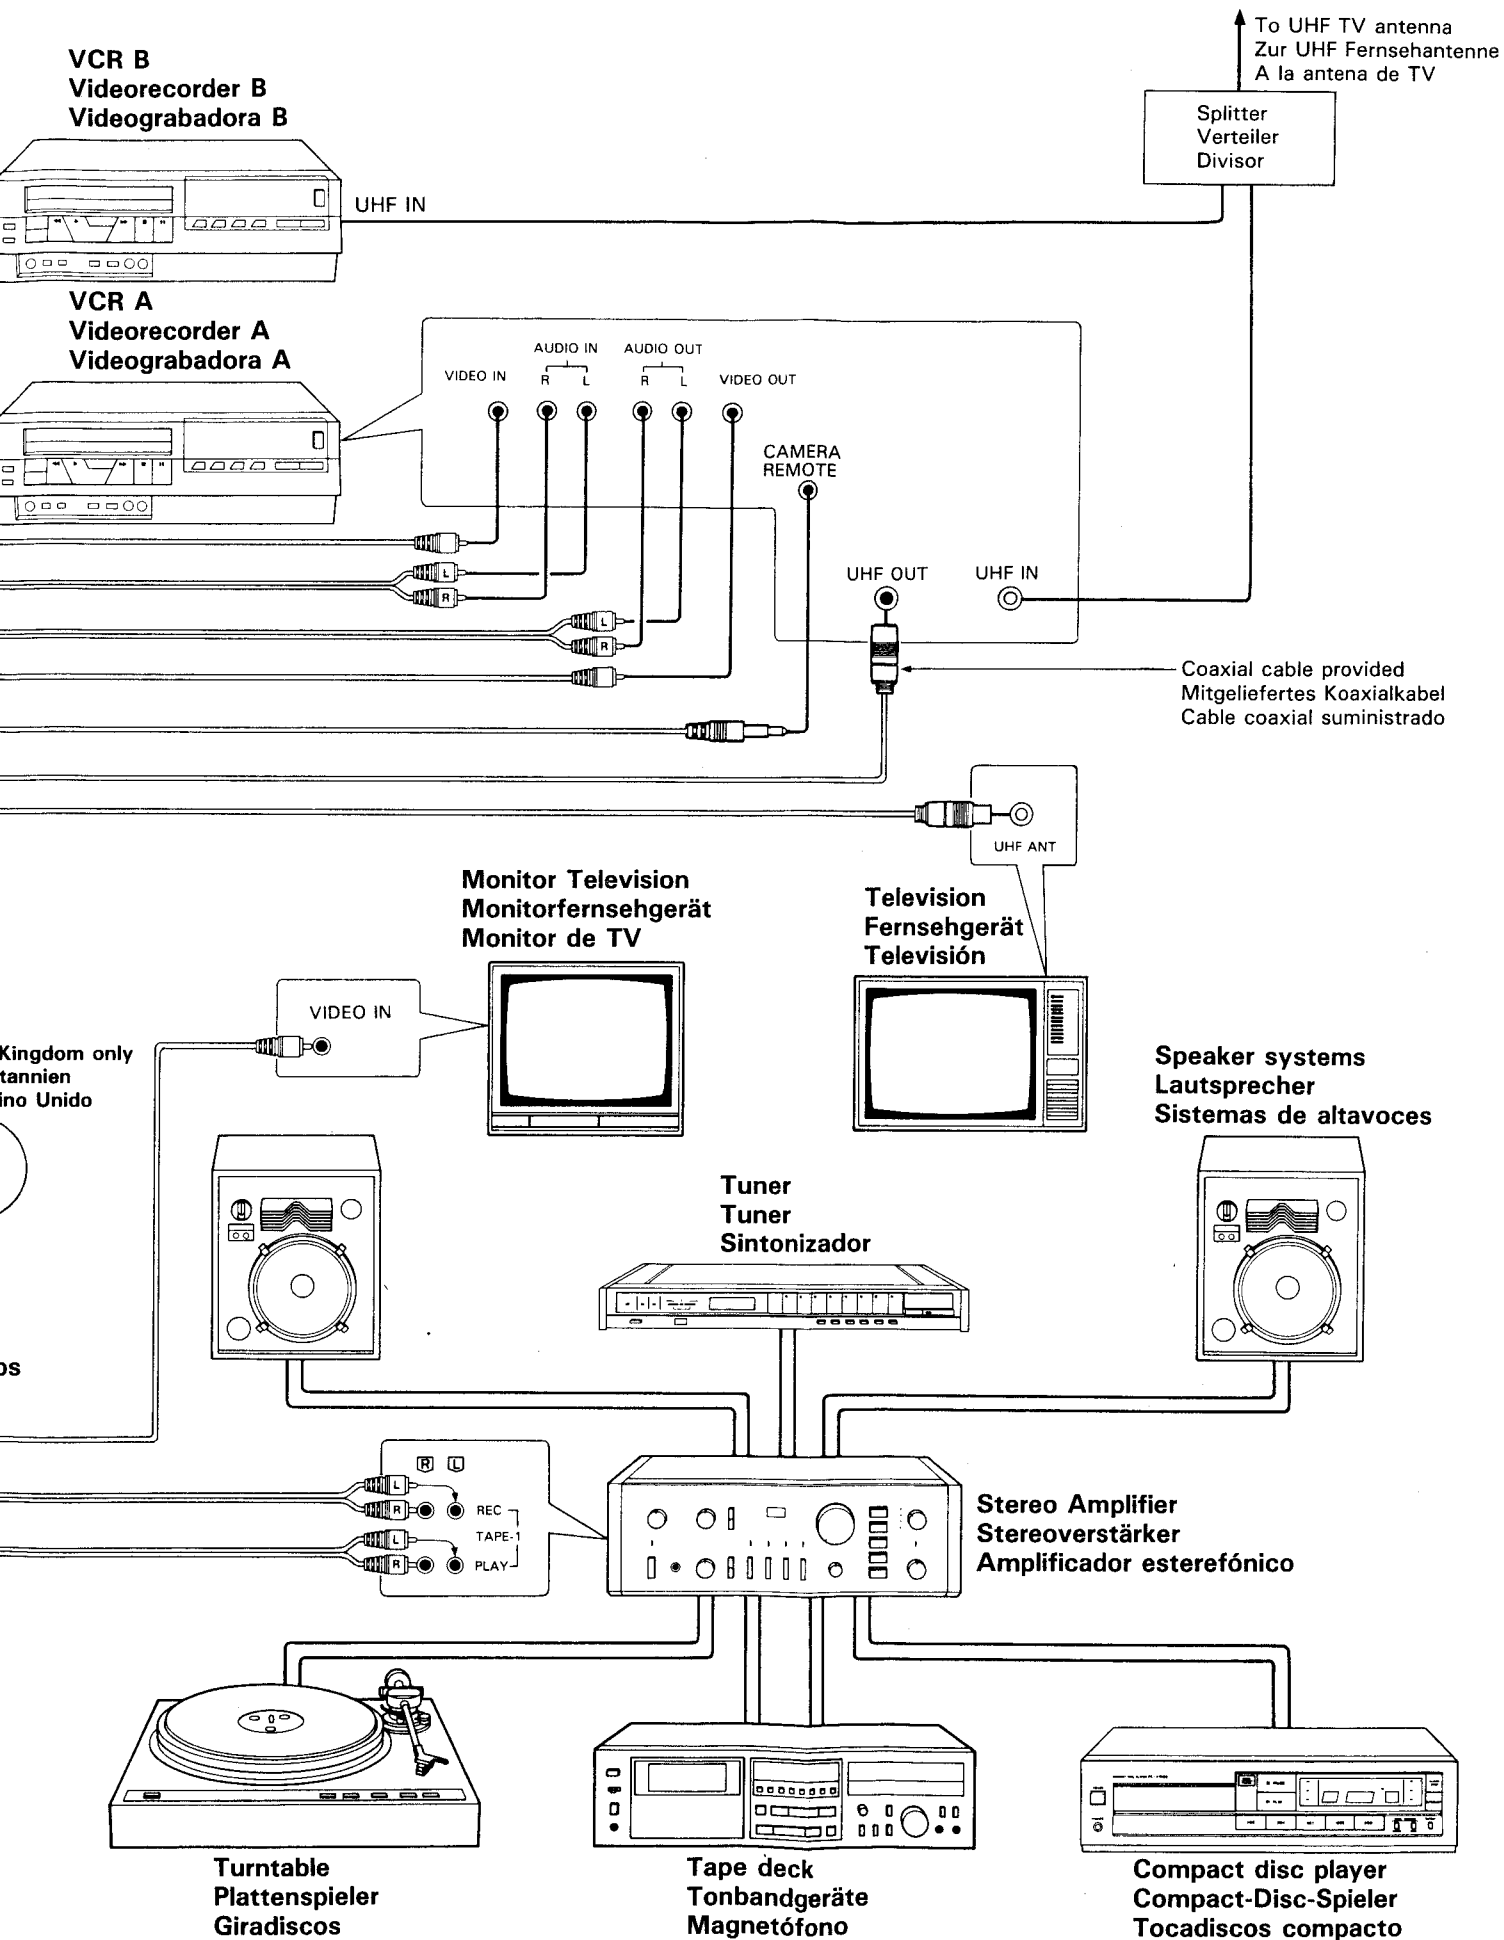 To UHF TV antenna
Zur UHF Fernsehantenne
A la antena de TV
VCR B
Videorecorder B
Videograbadora B
Splitter
Verteiler
Divisor
UHF IN
VCR A
Videorecorder A
Videograbadora A
AUDIO IN
AUDIO OUT
VIDEO IN
R
L
R
L
VIDEO OUT
CAMERA
REMOTE
L
R
UHF OUT
UHF IN
L
R
Coaxial cable provided
Mitgeliefertes Koaxialkabel
Cable coaxial suministrado
UHF ANT
Monitor Television
Monitorfernsehgerät
Monitor de TV
Television
Fernsehgerät
Televisión
VIDEO IN
Kingdom only
tannien
ino Unido
Speaker systems
Lautsprecher
Sistemas de altavoces
Tuner
Tuner
Sintonizador
os
R L
L
R
REC
TAPE-1
L
R
PLAY
Stereo Amplifier
Stereoverstärker
Amplificador esterefónico
Turntable
Plattenspieler
Giradiscos
Tape deck
Tonbandgeräte
Magnetófono
Compact disc player
Compact-Disc-Spieler
Tocadiscos compacto